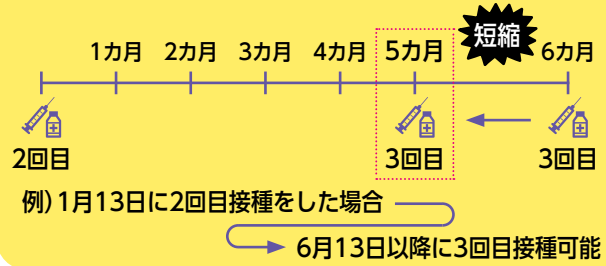 短縮
1カ月 2カ月 3カ月 4カ月 5カ月 6カ月
2回目 3回目 3回目
例)1月13日に2回目接種をした場合
6月13日以降に3回目接種可能